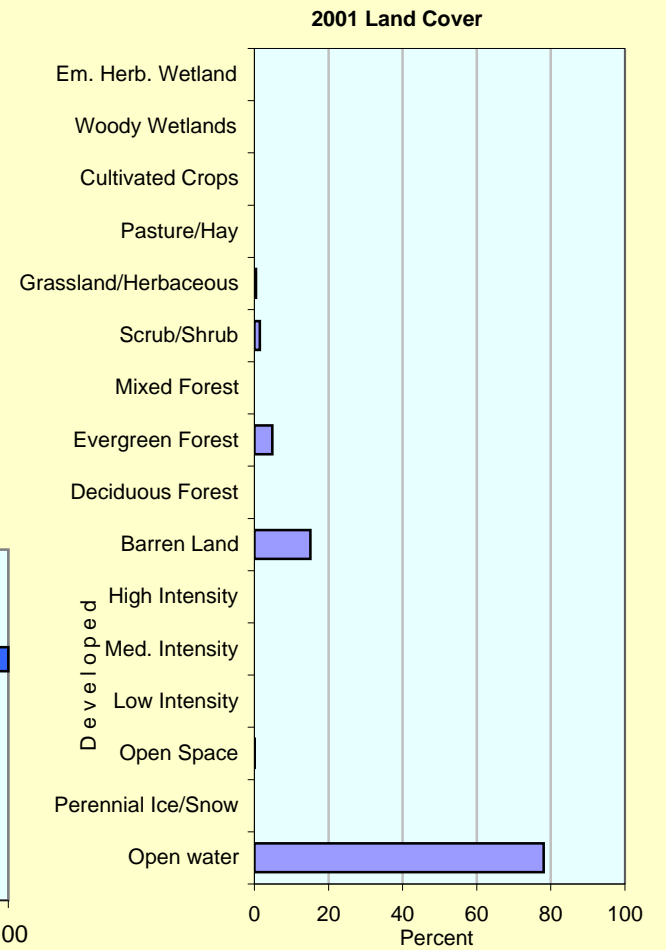 2001 Land Cover
Em. Herb. Wetland
Woody Wetlands
Cultivated Crops
Pasture/Hay
Grassland/Herbaceous
Scrub/Shrub
Mixed Forest
Evergreen Forest
Deciduous Forest
Barren Land
Developed
High Intensity
Med. Intensity
Low Intensity
Open Space
Perennial Ice/Snow
Open water
0 20 40 60 80 100
Percent
00